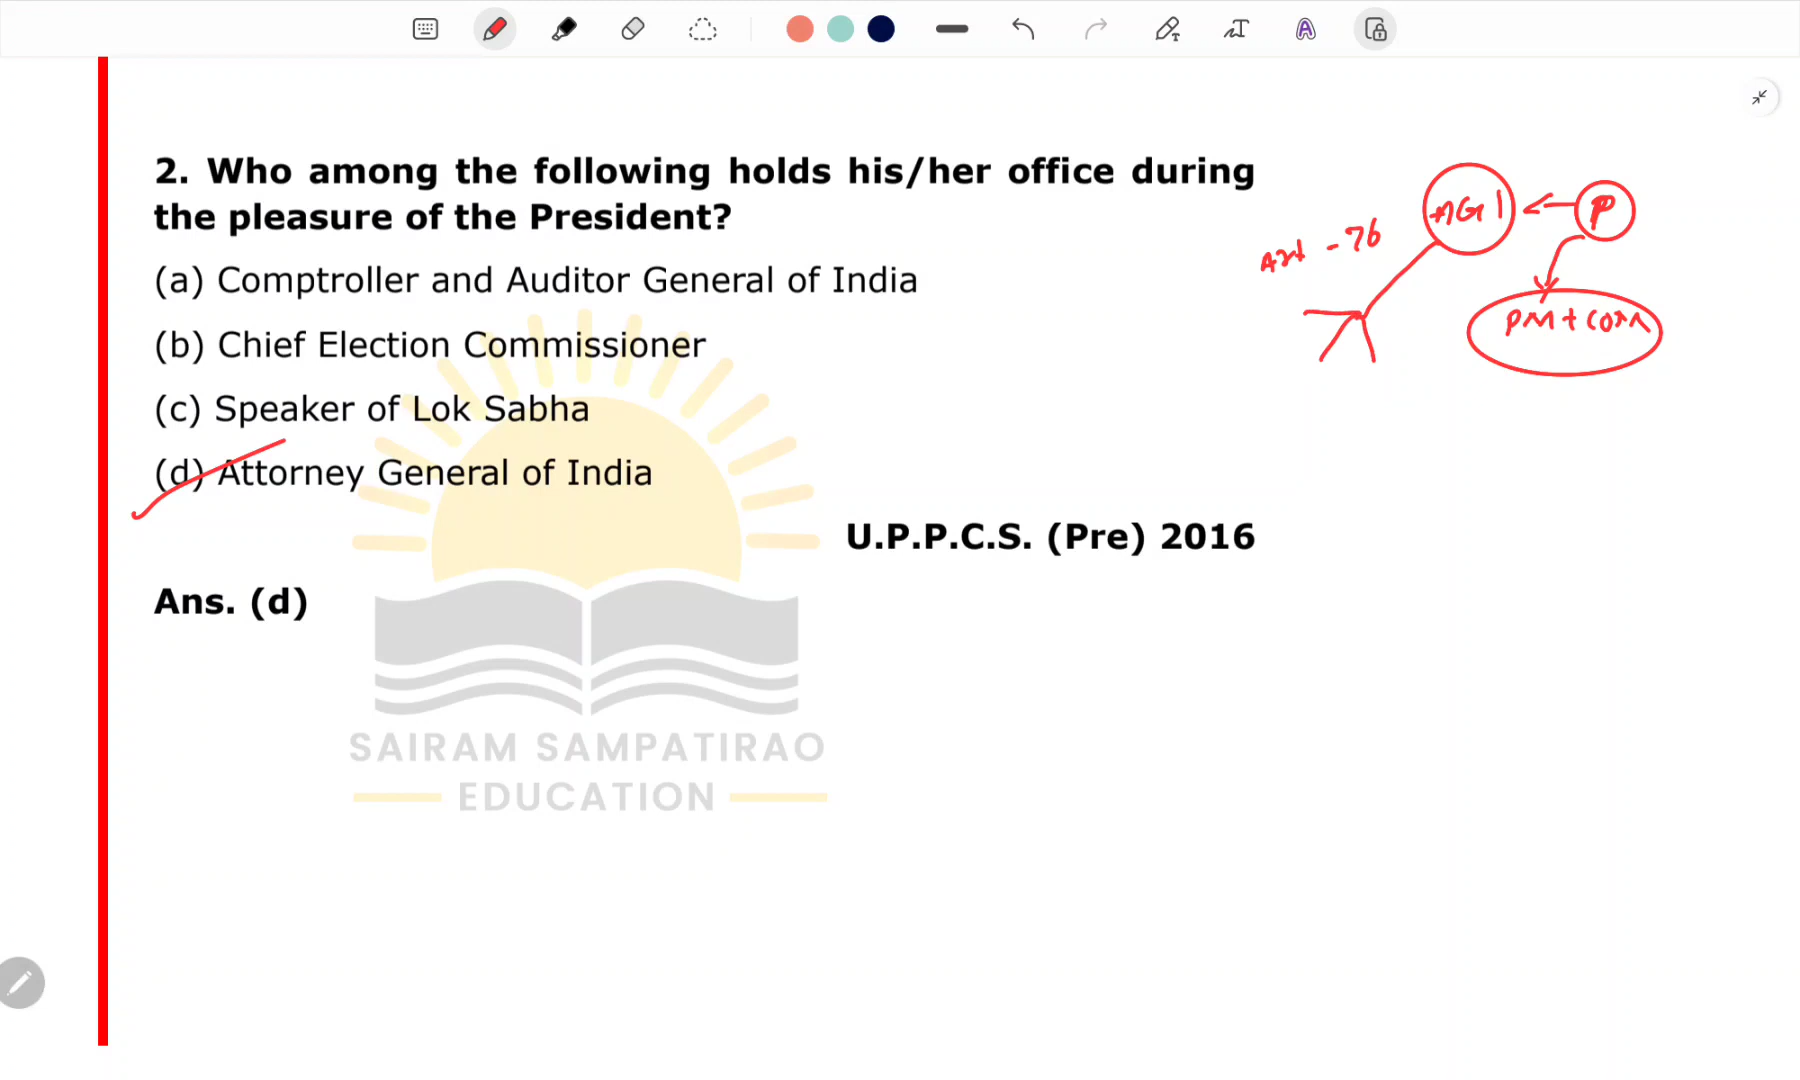 2. Who among the following holds his/her office during
the pleasure of the President?
(a) Comptroller and Auditor General of India
(b) Chief Election Commissioner
(c) Speaker of Lok Sabha
(d) Attorney General of India
U.P.P.C.S. (Pre) 2016
Ans. (d)
Art - 76
AGI
P
PM + COM
SAIRAM SAMPATIRAO
EDUCATION